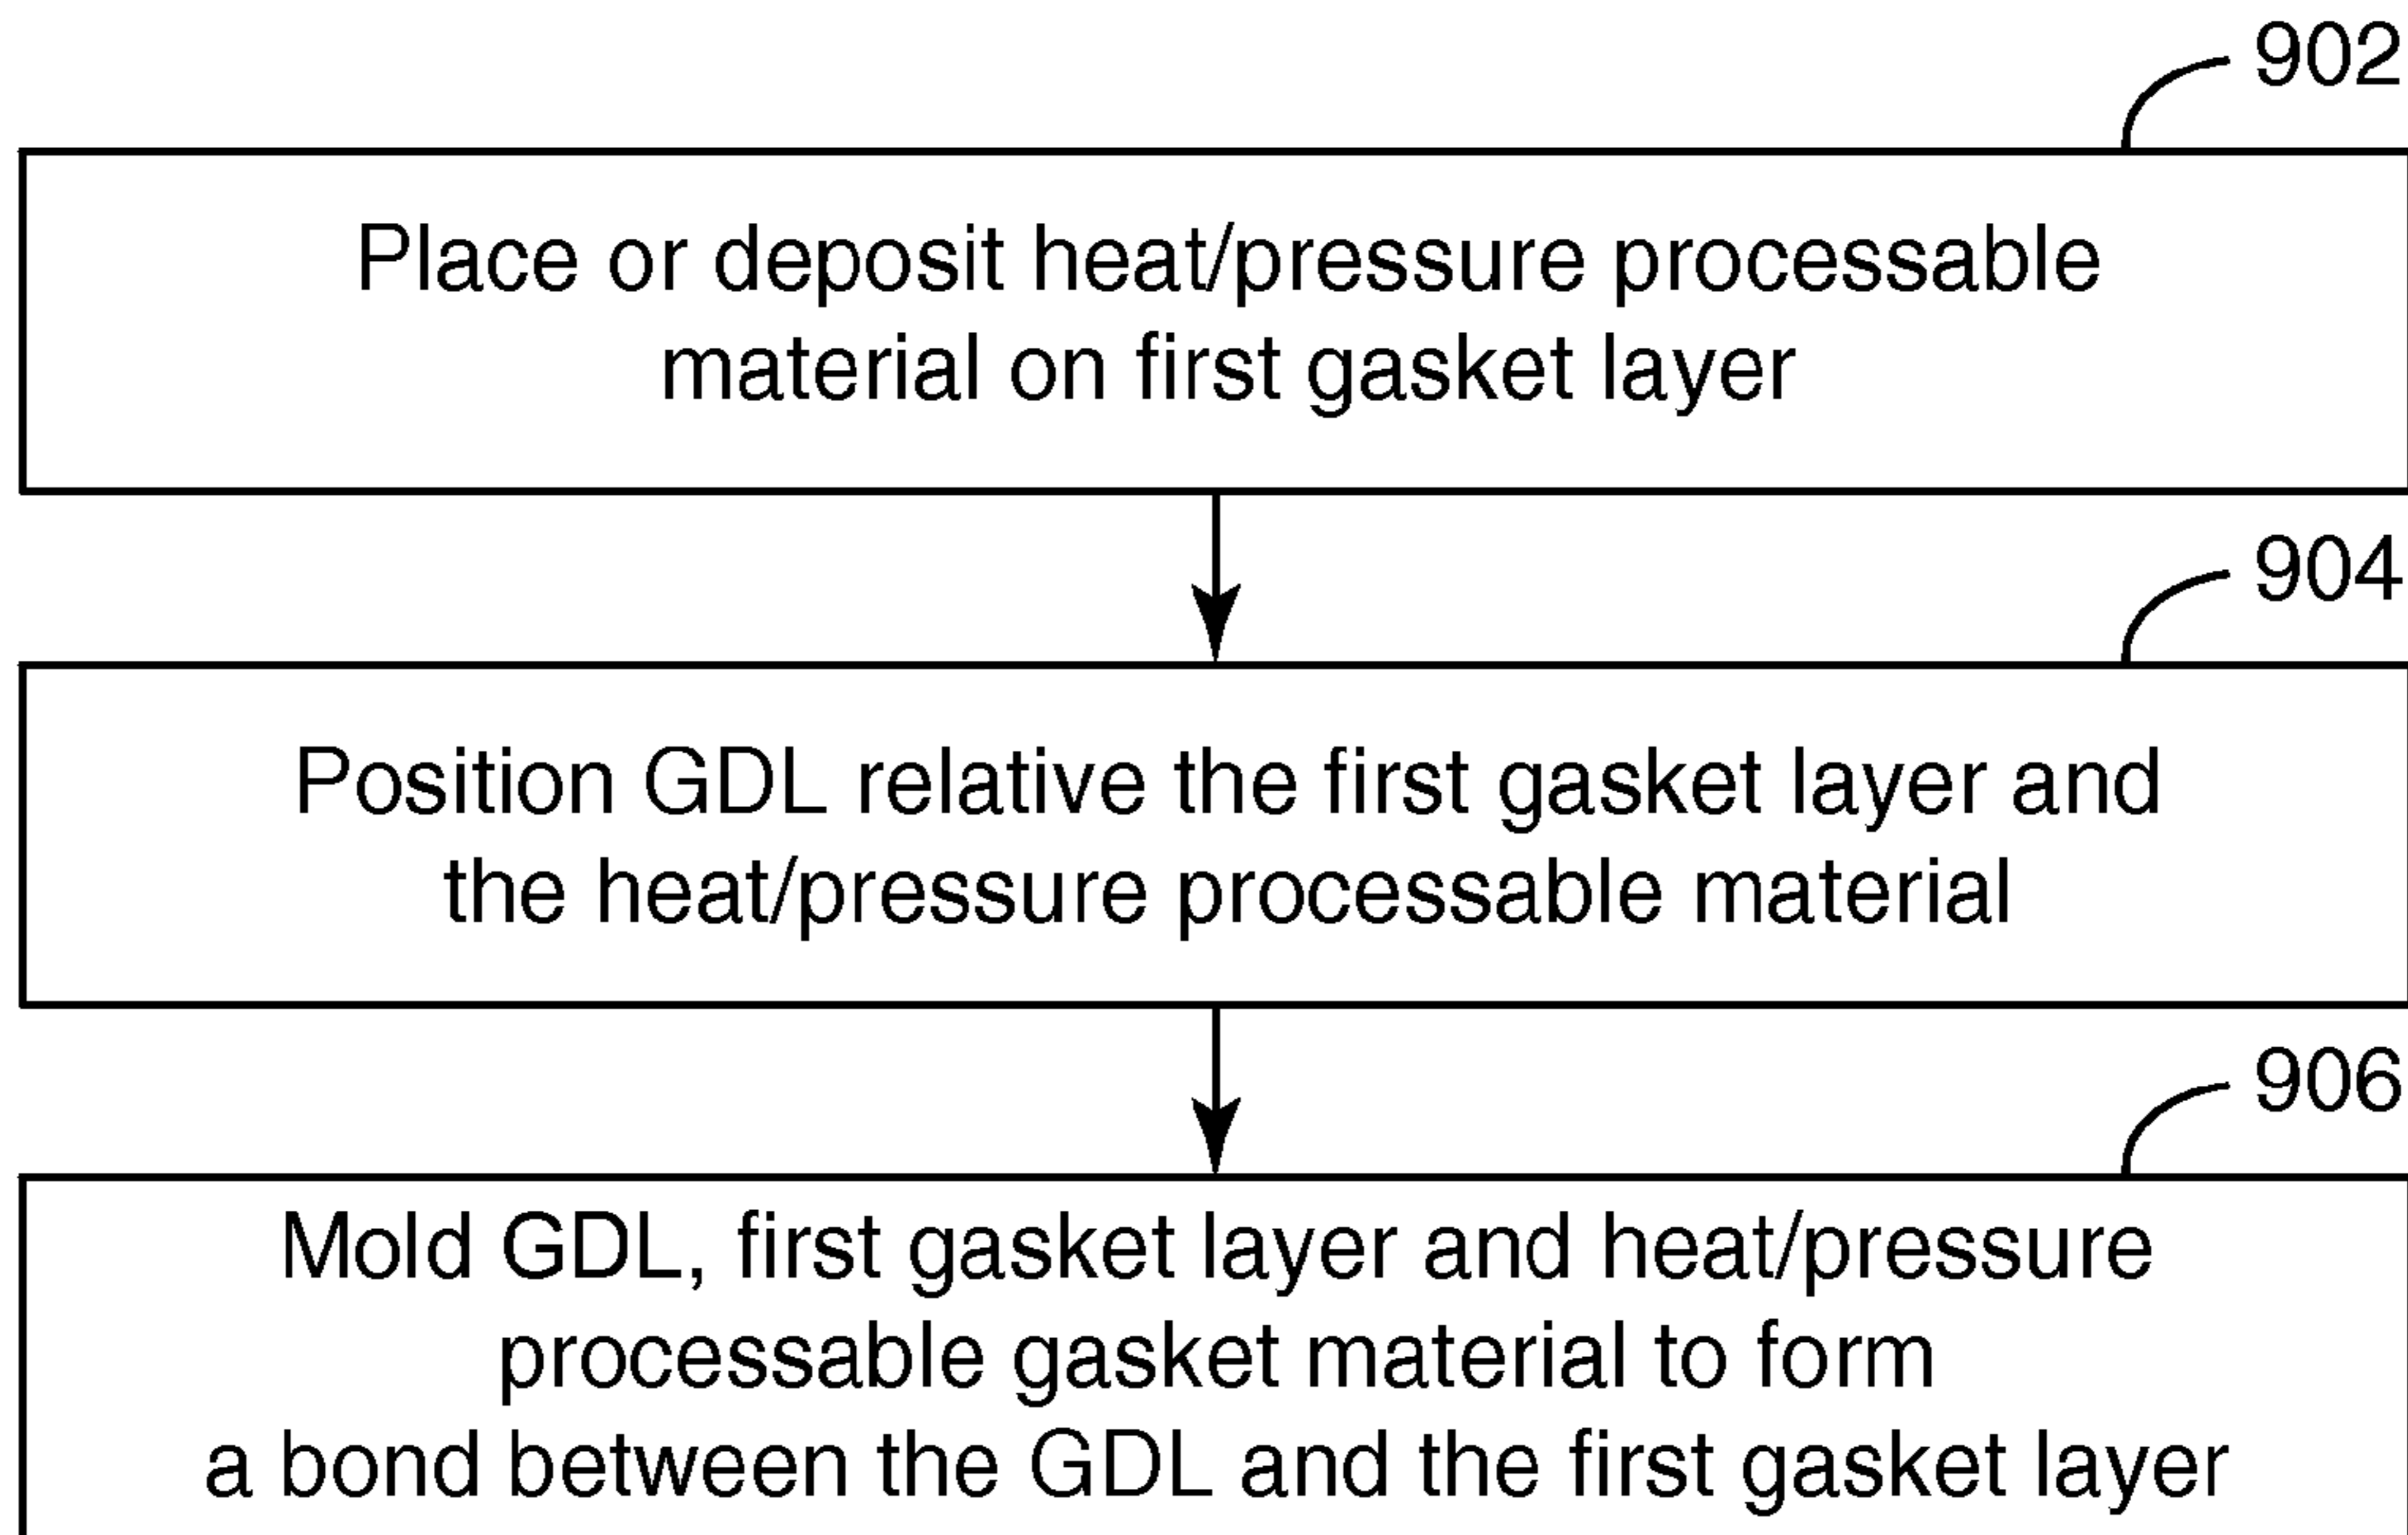 902
Place or deposit heat/pressure processable
material on first gasket layer
904
Position GDL relative the first gasket layer and
the heat/pressure processable material
906
Mold GDL, first gasket layer and heat/pressure
processable gasket material to form
a bond between the GDL and the first gasket layer